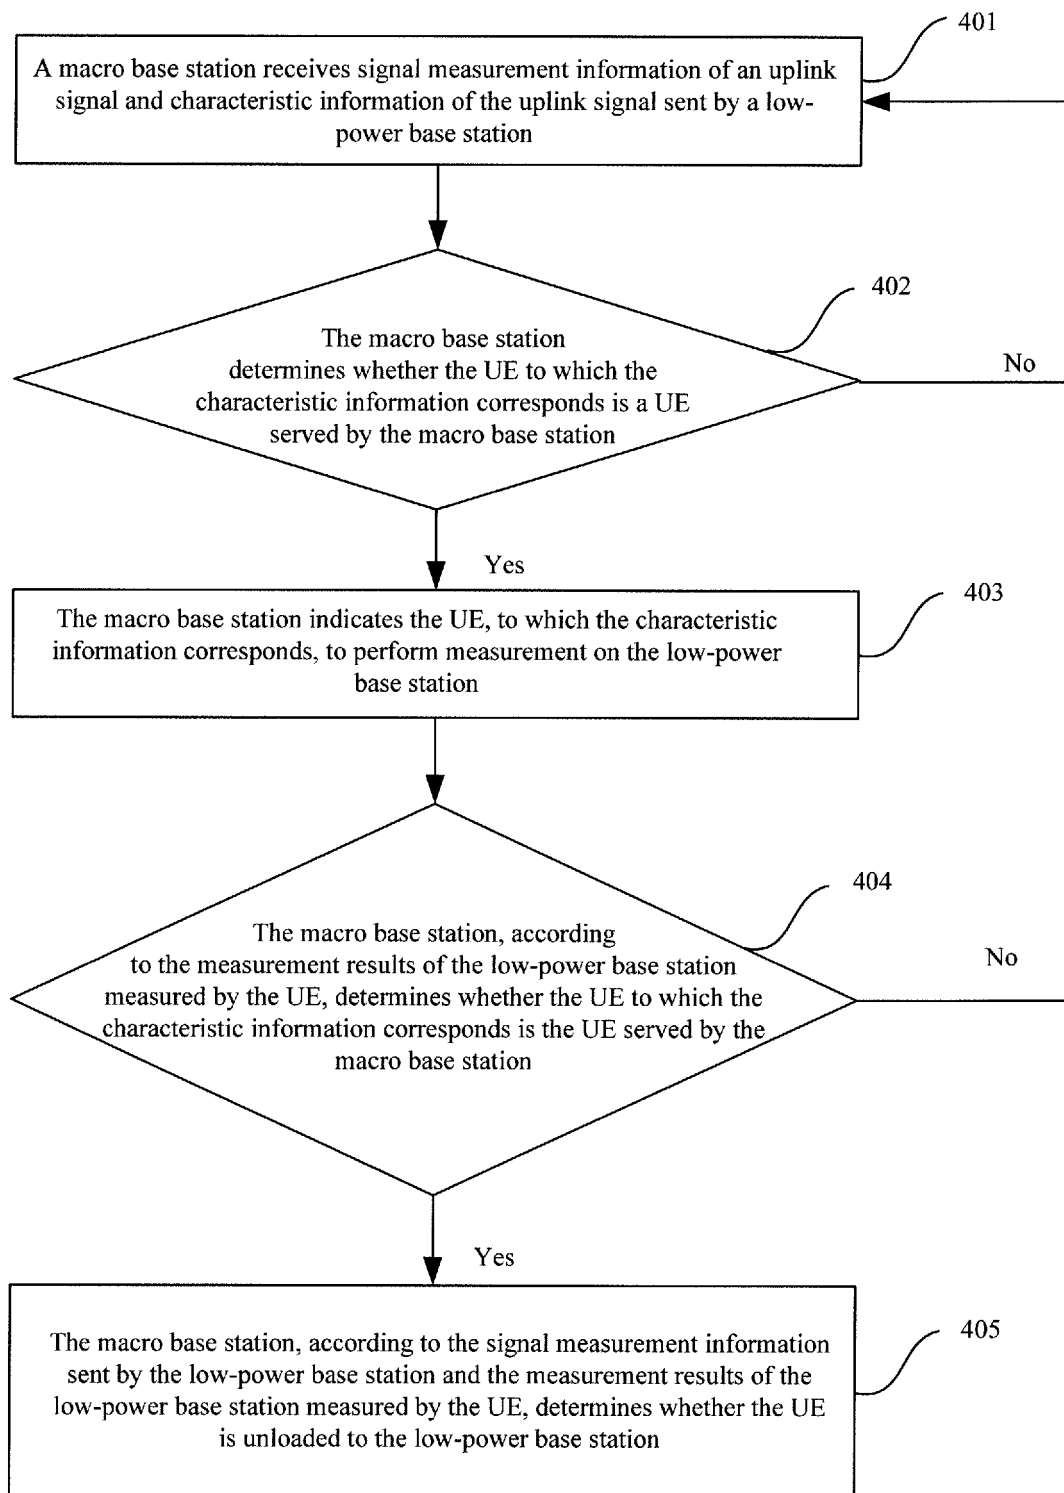 401
A macro base station receives signal measurement information of an uplink
signal and characteristic information of the uplink signal sent by a low-
power base station
402
The macro base station
determines whether the UE to which the
characteristic information corresponds is a UE
served by the macro base station
No
Yes
403
The macro base station indicates the UE, to which the characteristic
information corresponds, to perform measurement on the low-power
base station
404
The macro base station, according
to the measurement results of the low-power base station
measured by the UE, determines whether the UE to which the
characteristic information corresponds is the UE served by the
macro base station
No
Yes
405
The macro base station, according to the signal measurement information
sent by the low-power base station and the measurement results of the
low-power base station measured by the UE, determines whether the UE
is unloaded to the low-power base station